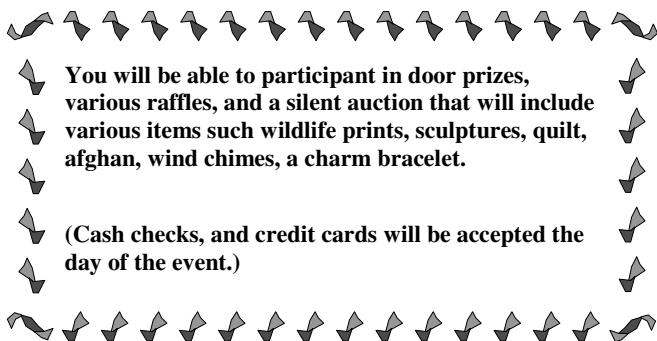 You will be able to participant in door prizes,
various raffles, and a silent auction that will include
various items such wildlife prints, sculptures, quilt,
afghan, wind chimes, a charm bracelet.
(Cash checks, and credit cards will be accepted the
day of the event.)